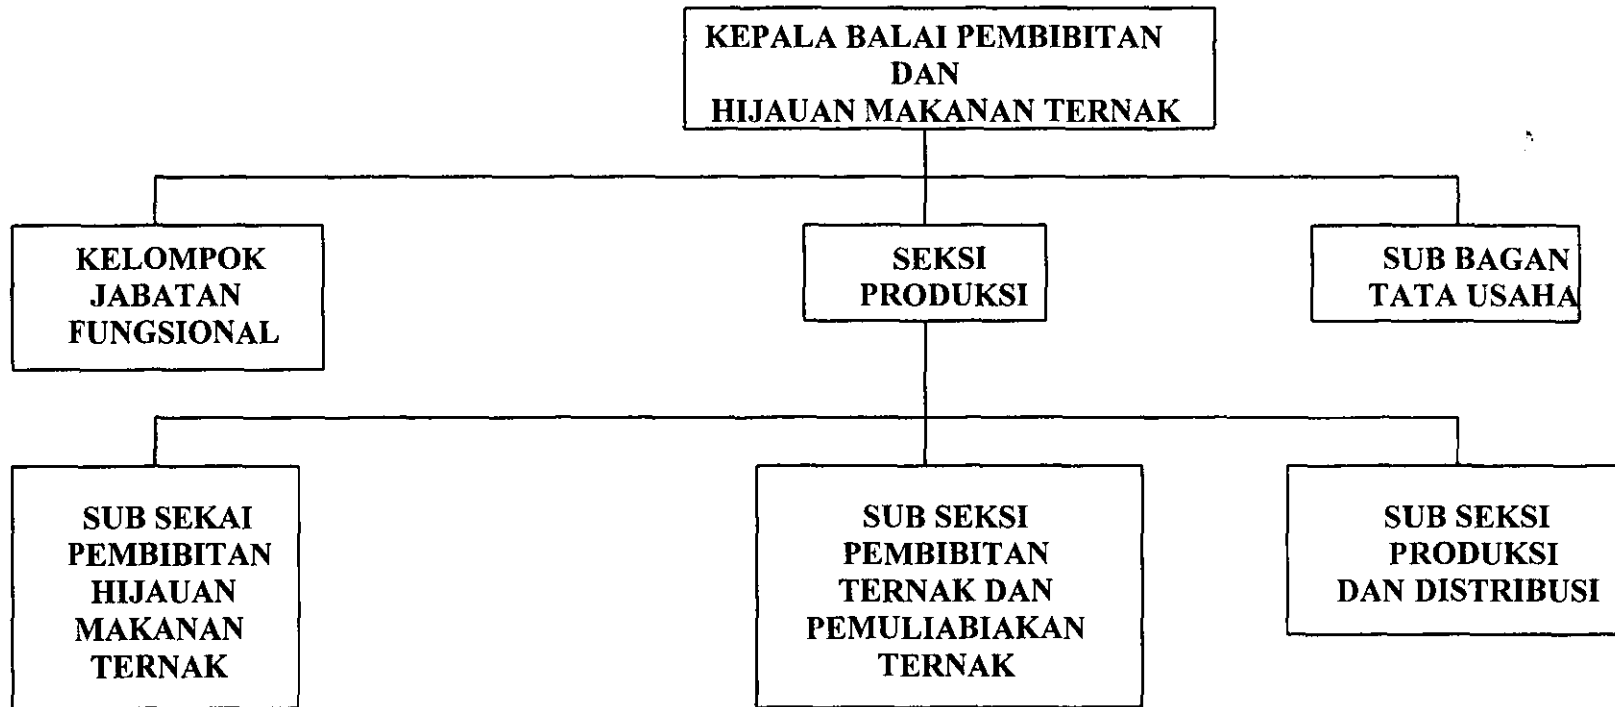 KEPALA BALAI PEMBIBITAN
DAN
HIJAUAN MAKANAN TERNAK
KELOMPOK
JABATAN
FUNGSIONAL
SEKSI
PRODUKSI
SUB BAGAN
TATA USAHA
SUB SEKAI
PEMBIBITAN
HIJAUAN
MAKANAN
TERNAK
SUB SEKSI
PEMBIBITAN
TERNAK DAN
PEMULIABIAKAN
TERNAK
SUB SEKSI
PRODUKSI
DAN DISTRIBUSI